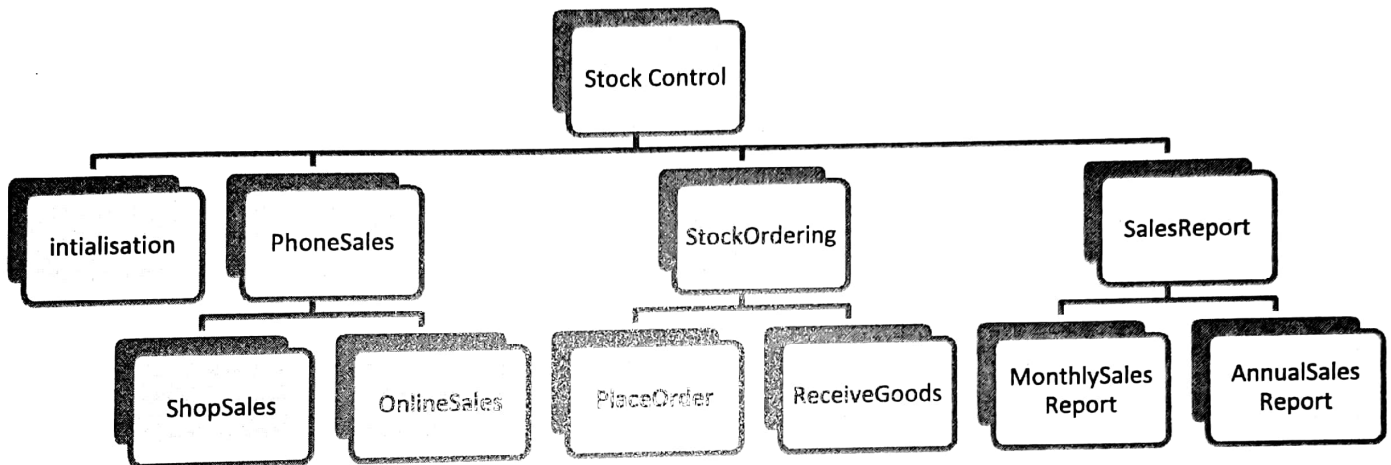 Stock Control
intialisation
PhoneSales
StockOrdering
SalesReport
ShopSales
OnlineSales
PlaceOrder
ReceiveGoods
MonthlySales
Report
AnnualSales
Report